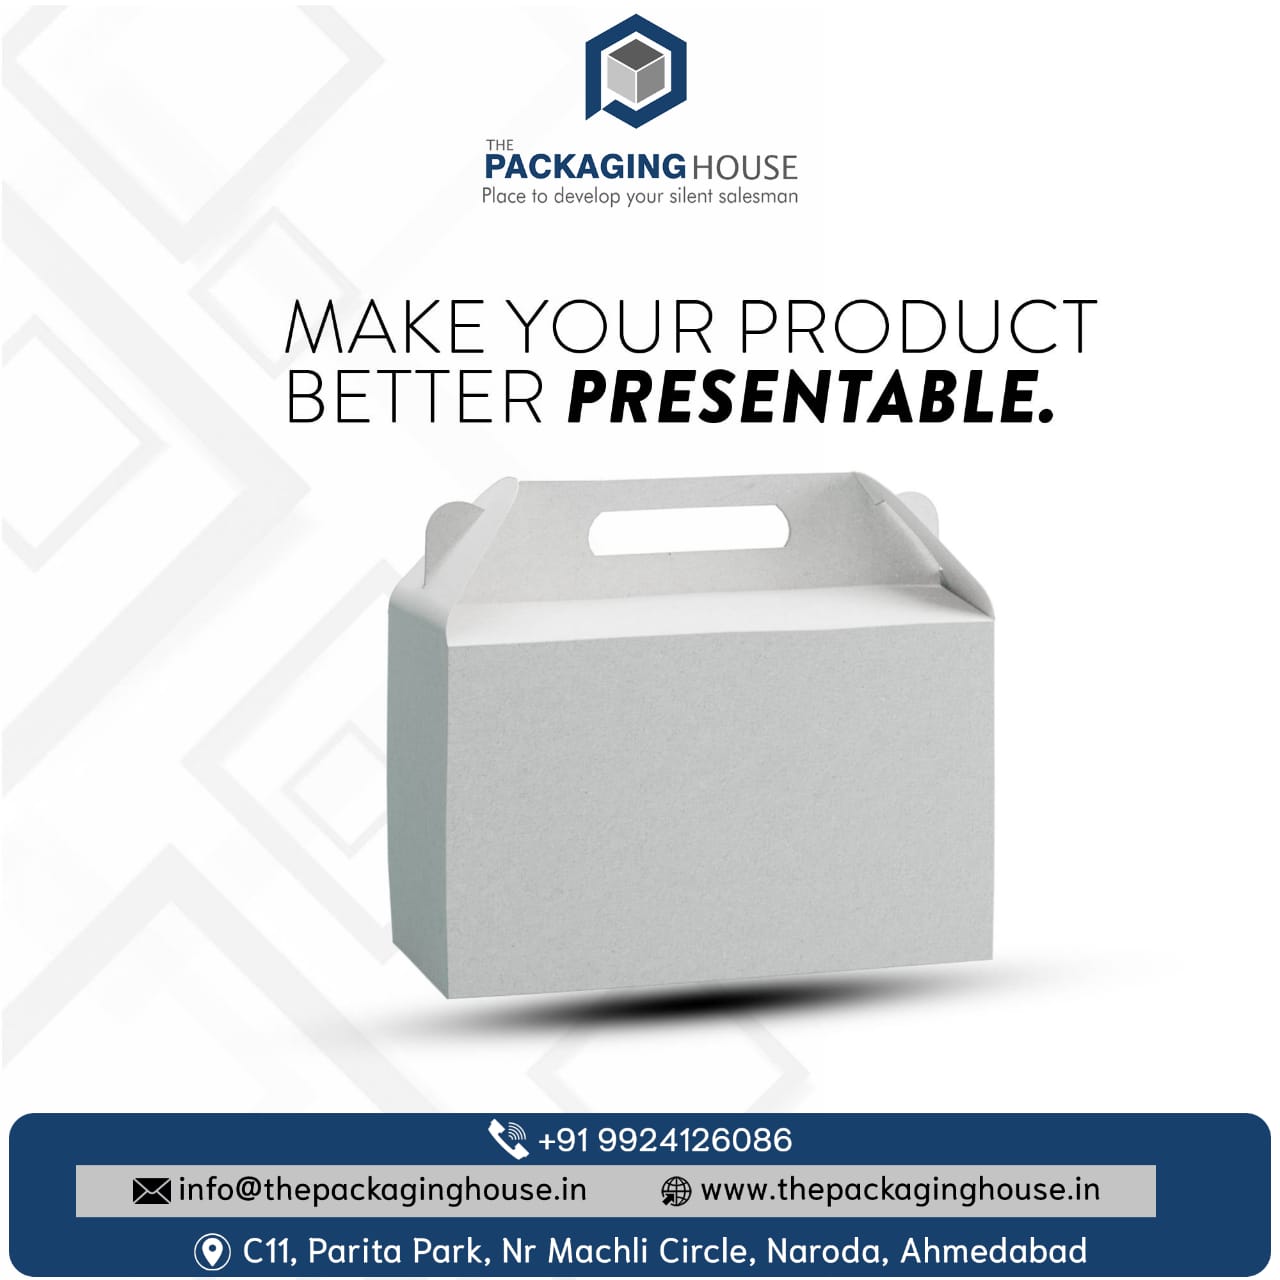 THE
PACKAGING HOUSE
Place to develop your silent salesman
MAKE YOUR PRODUCT
BETTER PRESENTABLE.
+91 9924126086
info@thepackaginghouse.in www.thepackaginghouse.in
C11, Parita Park, Nr Machli Circle, Naroda, Ahmedabad